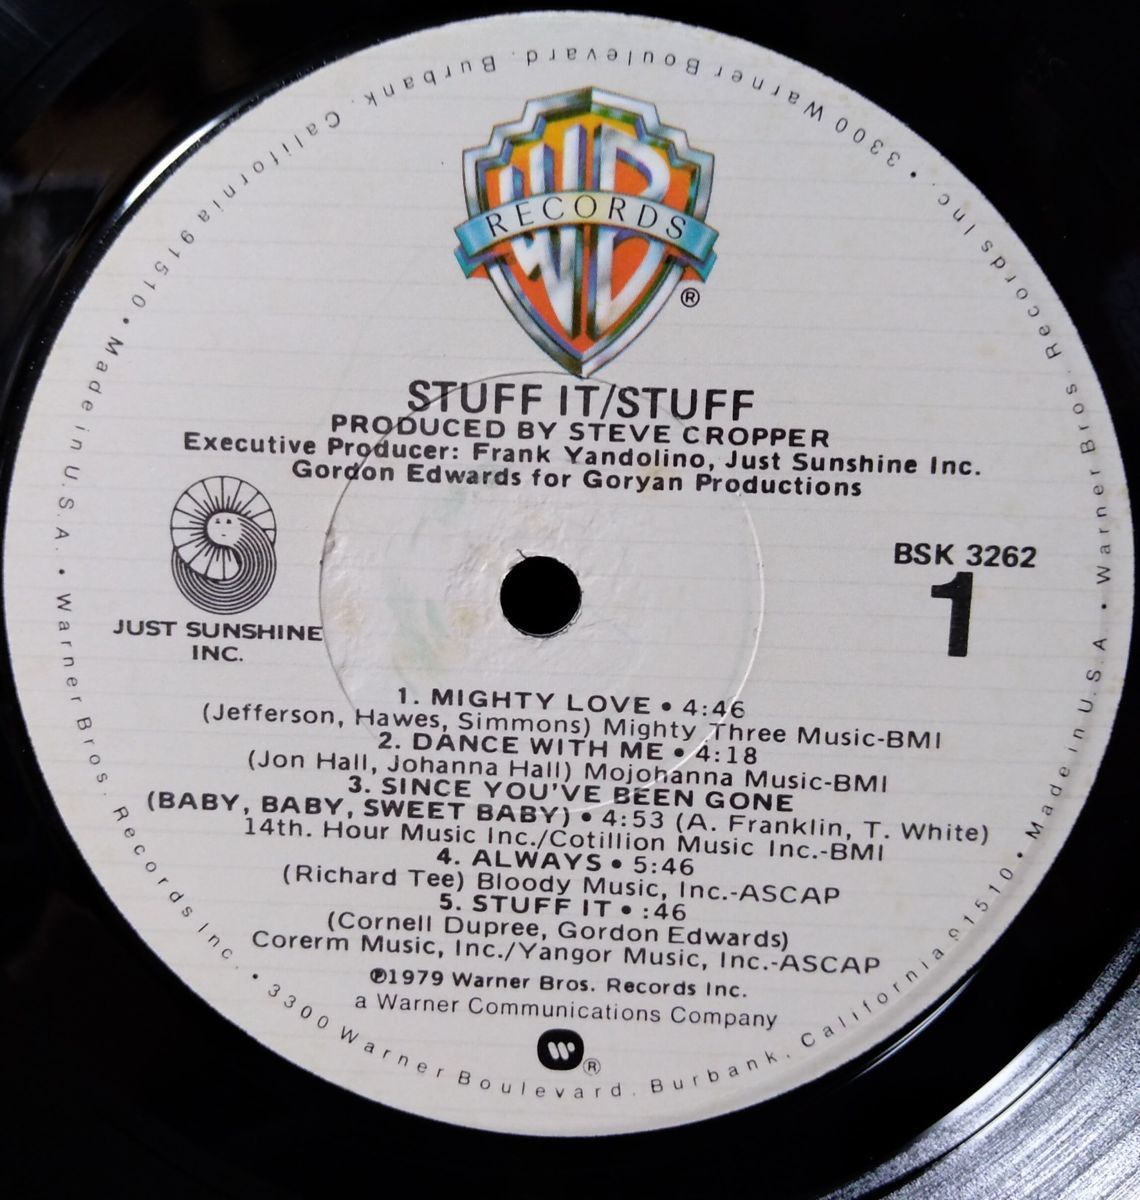 WB
RECORDS
®
STUFF IT/STUFF
PRODUCED BY STEVE CROPPER
Executive Producer: Frank Yandolino, Just Sunshine Inc.
Gordon Edwards for Goryan Productions
JUST SUNSHINE
INC.
BSK 3262
1
1. MIGHTY LOVE • 4:46
(Jefferson, Hawes, Simmons) Mighty Three Music-BMI
2. DANCE WITH ME • 4:18
(Jon Hall, Johanna Hall) Mojohanna Music-BMI
3. SINCE YOU'VE BEEN GONE
(BABY, BABY, SWEET BABY) • 4:53 (A. Franklin, T. White)
14th. Hour Music Inc./Cotillion Music Inc.-BMI
4. ALWAYS • 5:46
(Richard Tee) Bloody Music, Inc.-ASCAP
5. STUFF IT • :46
(Cornell Dupree, Gordon Edwards)
Corerm Music, Inc./Yangor Music, Inc.-ASCAP
℗1979 Warner Bros. Records Inc.
a Warner Communications Company
W®
Made in U.S.A. • Warner Bros. Records Inc. • 3300 Warner Boulevard. Burbank. California 91510 • Made in U.S.A. • Warner Bros. Records Inc. • 3300 Warner Boulevard. Burbank. California 91510 •